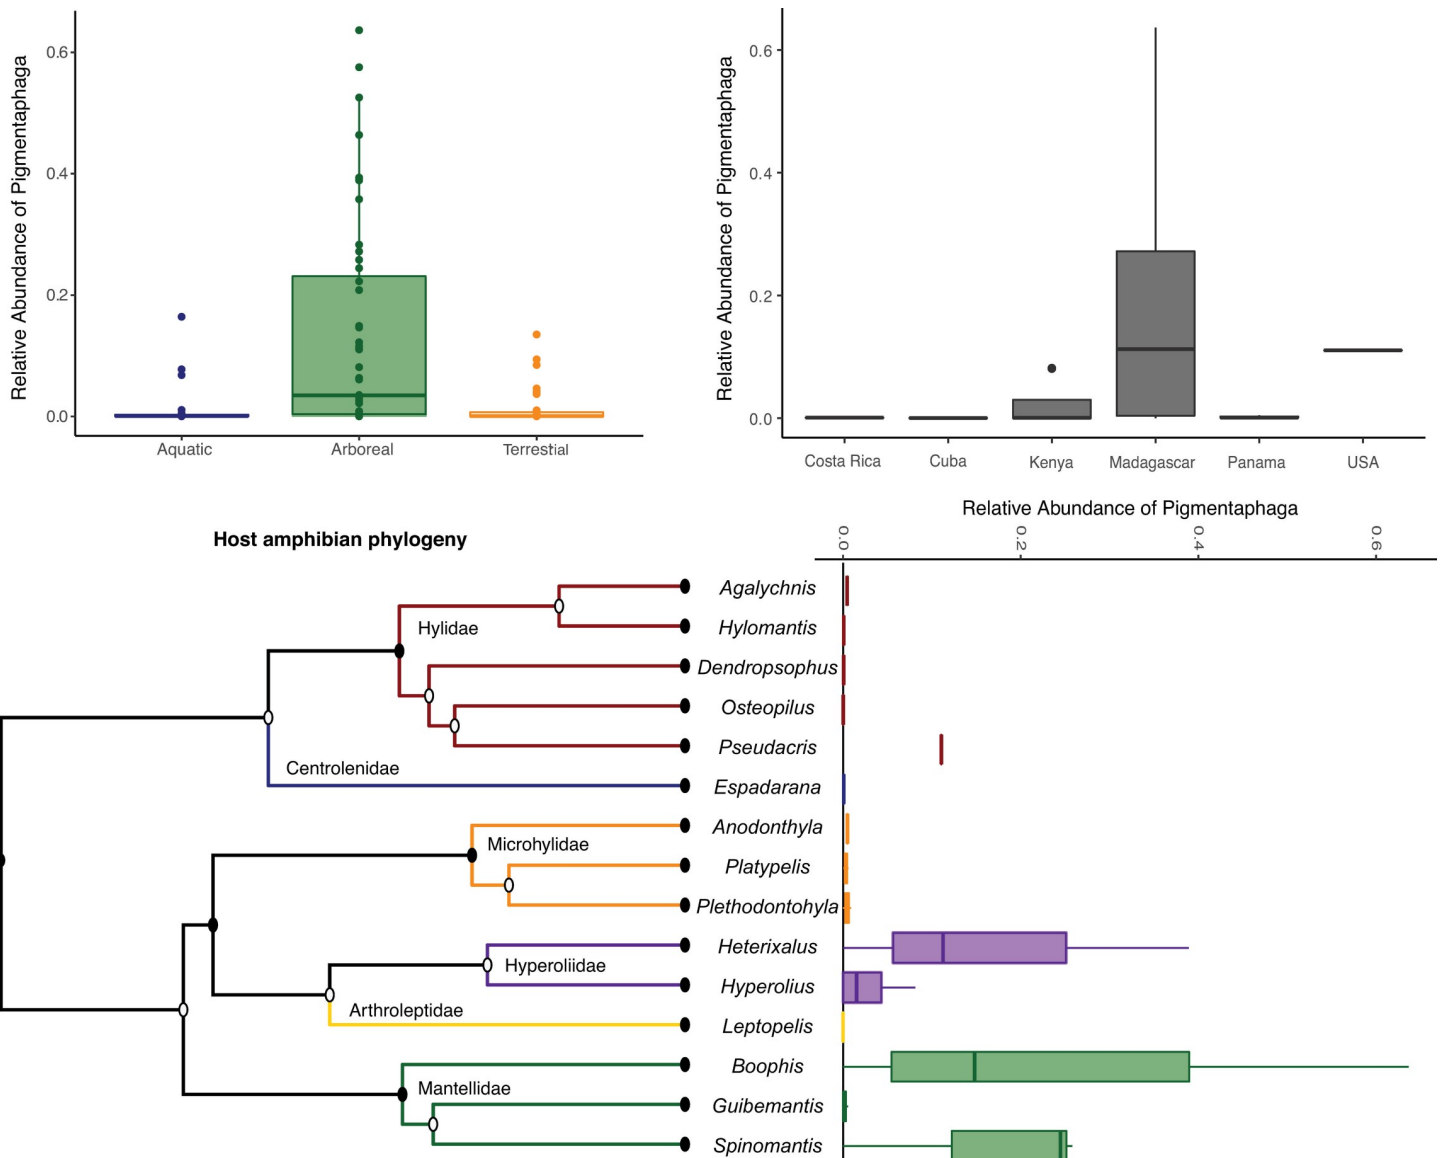 Relative Abundance of Pigmentaphaga
0.6
0.4
0.2
0.0
Aquatic
Arboreal
Terrestial
Relative Abundance of Pigmentaphaga
0.6
0.4
0.2
0.0
Costa Rica
Cuba
Kenya
Madagascar
Panama
USA
Host amphibian phylogeny
Relative Abundance of Pigmentaphaga
0.0
0.2
0.4
0.6
Hylidae
Centrolenidae
Microhylidae
Hyperoliidae
Arthroleptidae
Mantellidae
Agalychnis
Hylomantis
Dendropsophus
Osteopilus
Pseudacris
Espadarana
Anodonthyla
Platypelis
Plethodontohyla
Heterixalus
Hyperolius
Leptopelis
Boophis
Guibemantis
Spinomantis